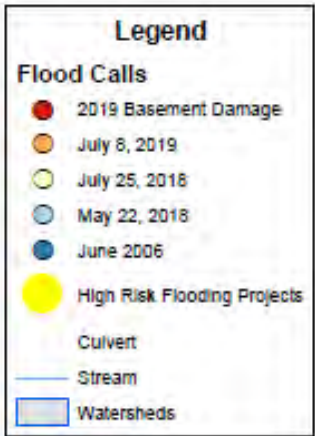 Legend
Flood Calls
2019 Basement Damage
July 8, 2019
July 25, 2018
May 22, 2018
June 2006
High Risk Flooding Projects
Culvert
Stream
Watersheds